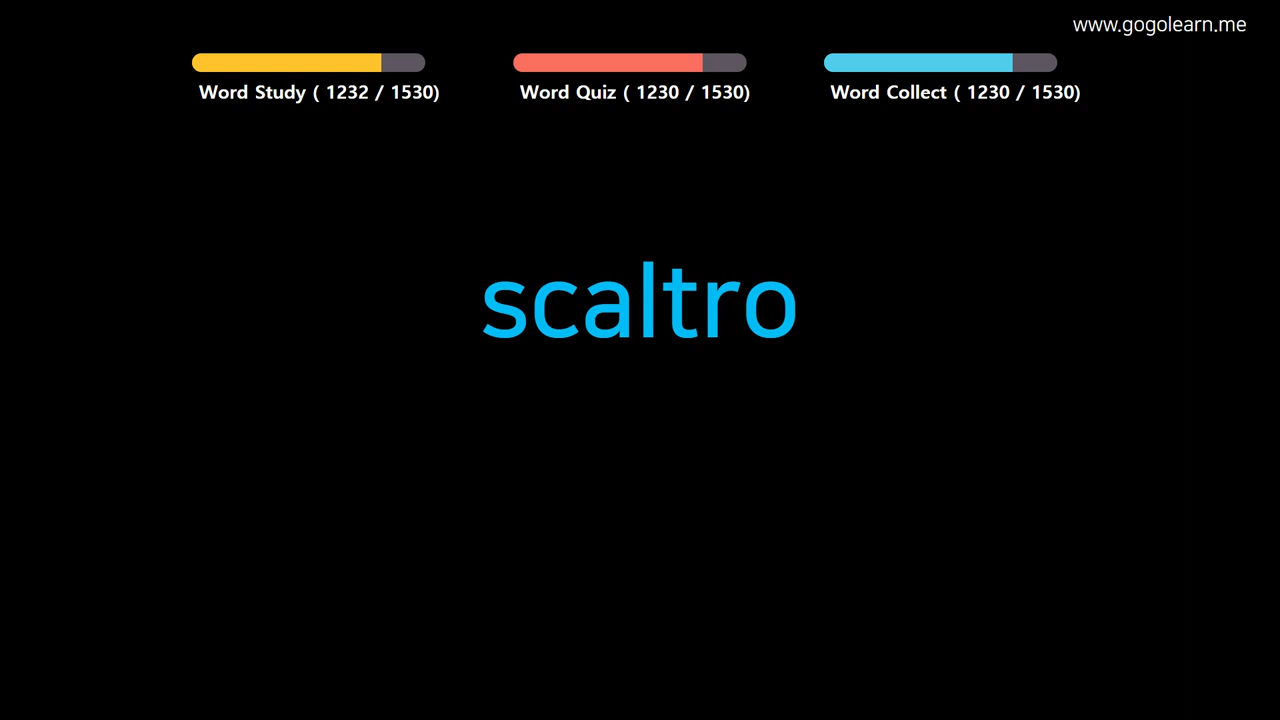 www.gogolearn.me
Word Study ( 1232 / 1530)
Word Quiz ( 1230 / 1530)
Word Collect ( 1230 / 1530)
scaltro